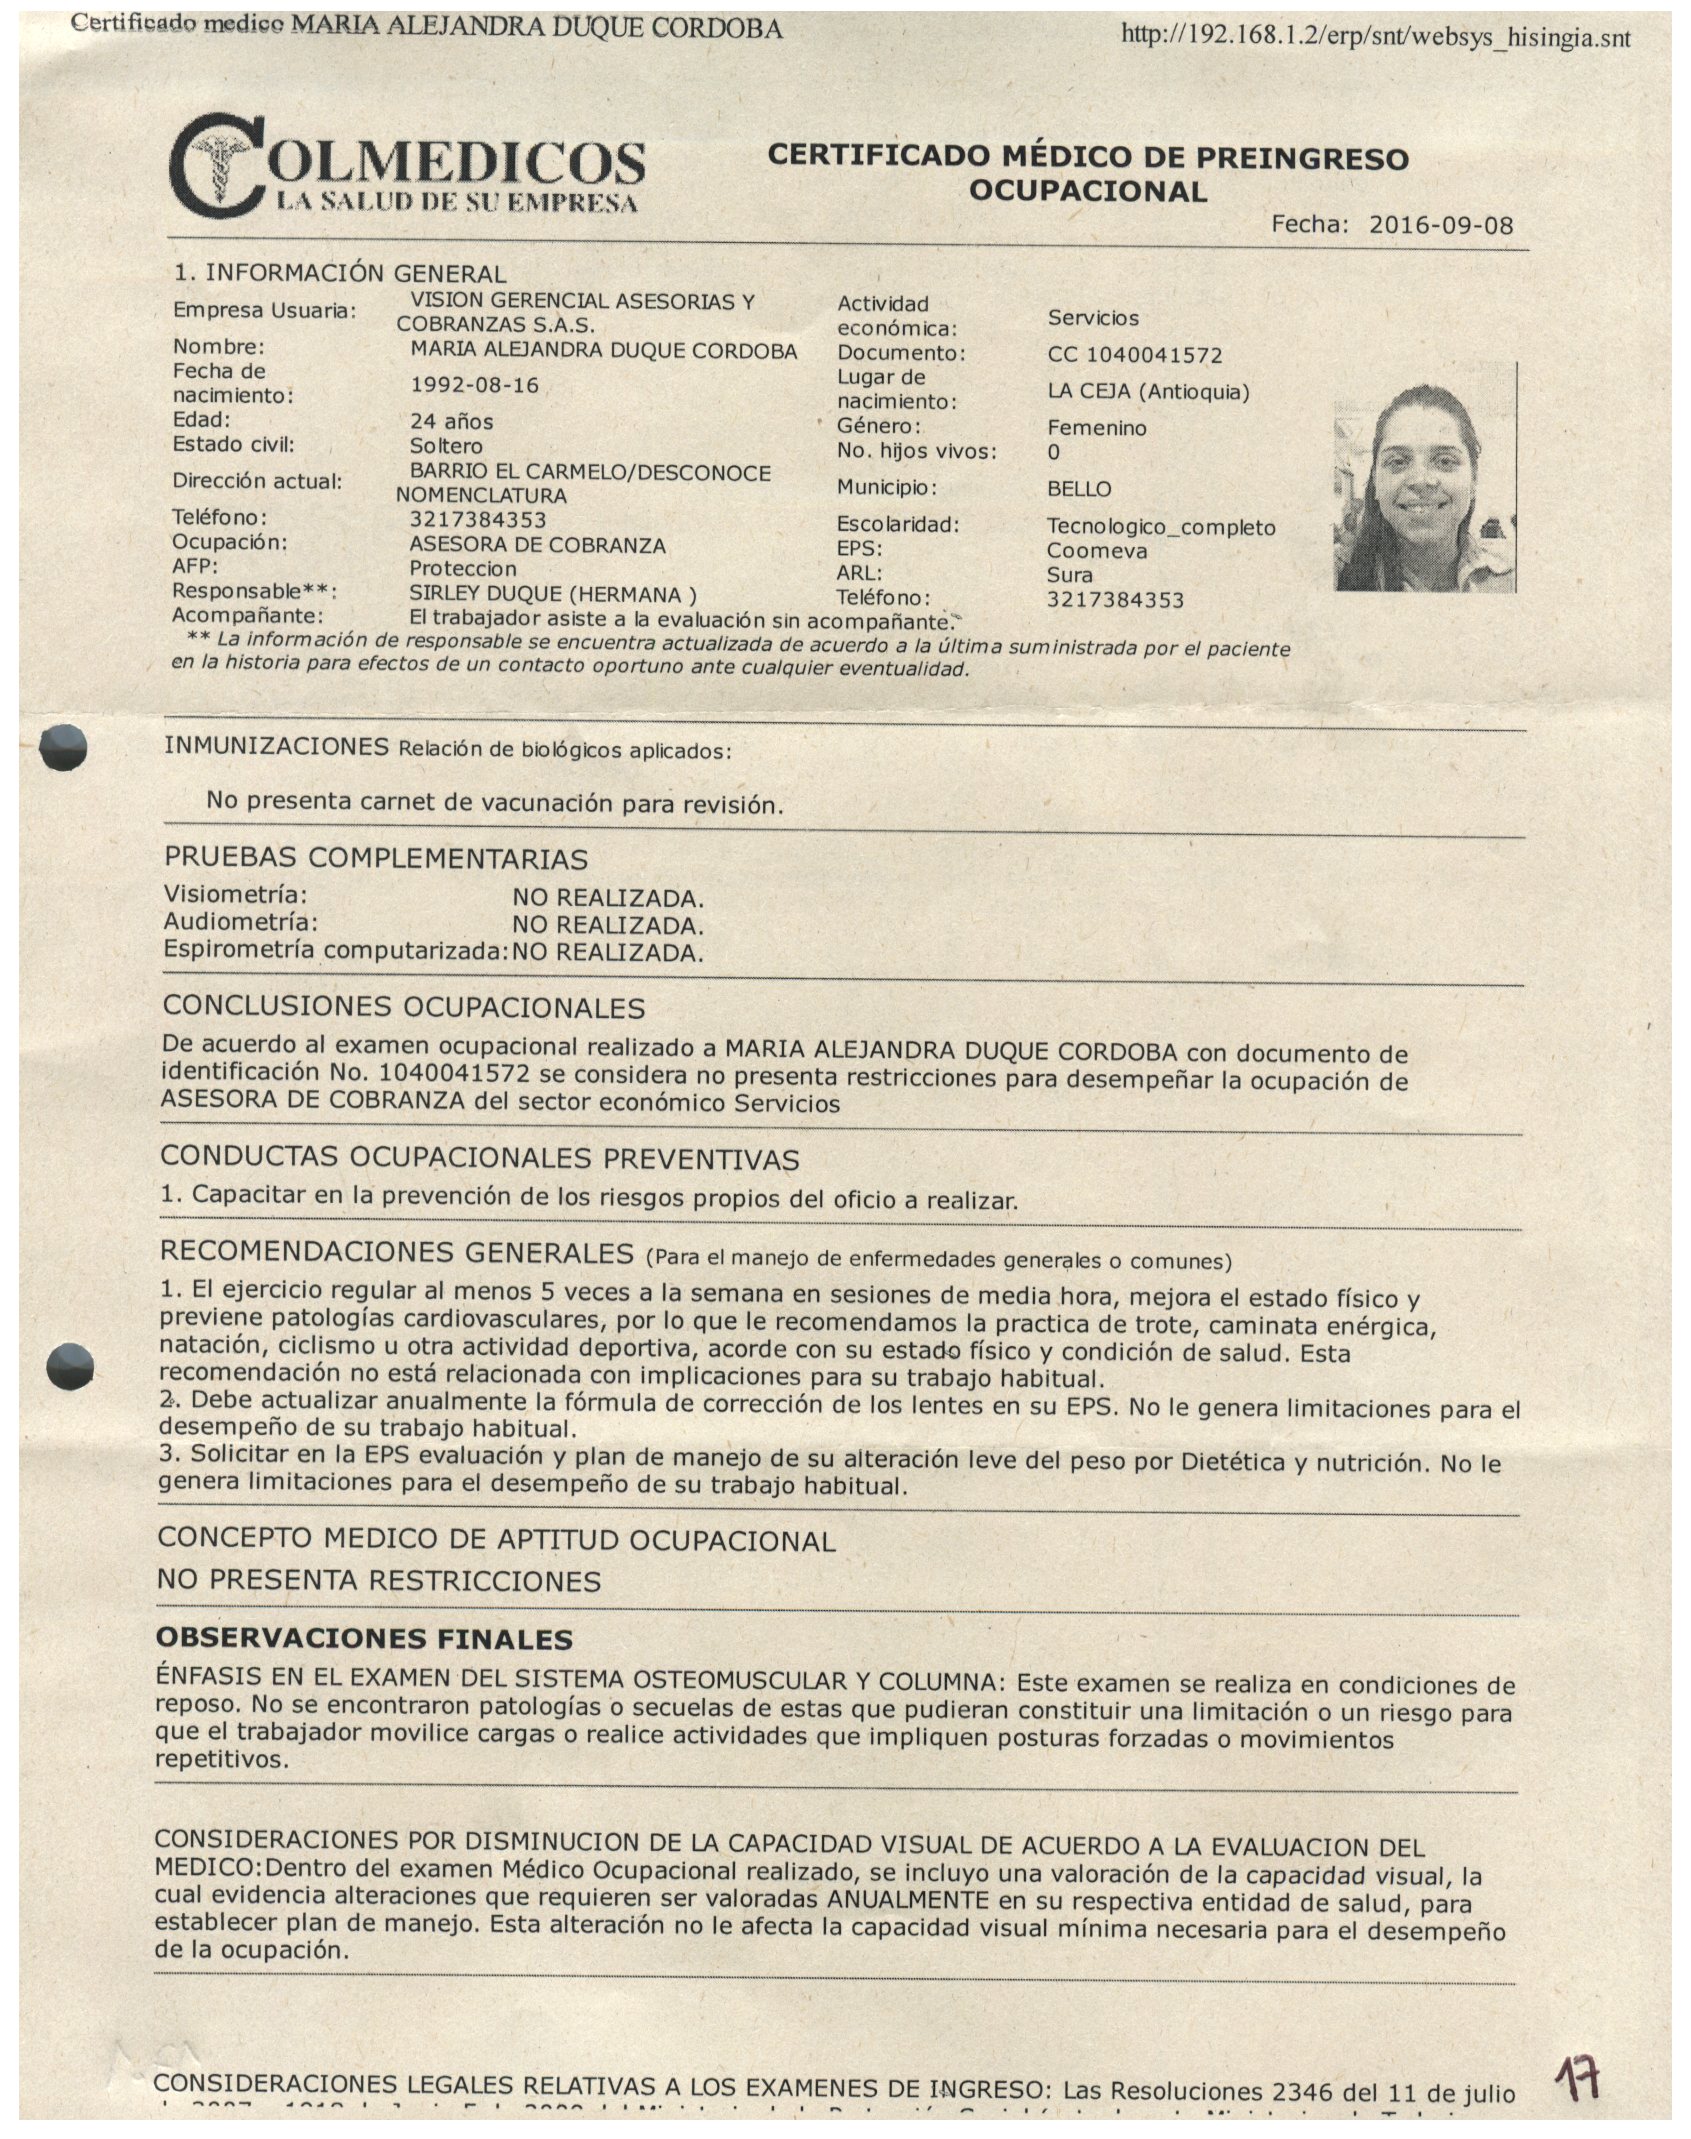 Certificado medico MARIA ALEJANDRA DUQUE CORDOBA
http://192.168.1.2/erp/snt/websys_hisingia.snt
COLMEDICOS
LA SALUD DE SU EMPRESA
CERTIFICADO MÉDICO DE PREINGRESO
OCUPACIONAL
Fecha: 2016-09-08
1. INFORMACIÓN GENERAL
Empresa Usuaria: VISION GERENCIAL ASESORIAS Y
COBRANZAS S.A.S.
Actividad
económica: Servicios
Nombre: MARIA ALEJANDRA DUQUE CORDOBA Documento: CC 1040041572
Fecha de
nacimiento: 1992-08-16
Lugar de
nacimiento: LA CEJA (Antioquia)
Edad: 24 años Género: Femenino
Estado civil: Soltero No. hijos vivos: 0
Dirección actual: BARRIO EL CARMELO/DESCONOCE
NOMENCLATURA
Municipio: BELLO
Teléfono: 3217384353 Escolaridad: Tecnologico_completo
Ocupación: ASESORA DE COBRANZA EPS: Coomeva
AFP: Proteccion ARL: Sura
Responsable**: SIRLEY DUQUE (HERMANA ) Teléfono: 3217384353
Acompañante: El trabajador asiste a la evaluación sin acompañante.
** La información de responsable se encuentra actualizada de acuerdo a la última suministrada por el paciente
en la historia para efectos de un contacto oportuno ante cualquier eventualidad.
INMUNIZACIONES Relación de biológicos aplicados:
No presenta carnet de vacunación para revisión.
PRUEBAS COMPLEMENTARIAS
Visiometría: NO REALIZADA.
Audiometría: NO REALIZADA.
Espirometría computarizada: NO REALIZADA.
CONCLUSIONES OCUPACIONALES
De acuerdo al examen ocupacional realizado a MARIA ALEJANDRA DUQUE CORDOBA con documento de
identificación No. 1040041572 se considera no presenta restricciones para desempeñar la ocupación de
ASESORA DE COBRANZA del sector económico Servicios
CONDUCTAS OCUPACIONALES PREVENTIVAS
1. Capacitar en la prevención de los riesgos propios del oficio a realizar.
RECOMENDACIONES GENERALES (Para el manejo de enfermedades generales o comunes)
1. El ejercicio regular al menos 5 veces a la semana en sesiones de media hora, mejora el estado físico y
previene patologías cardiovasculares, por lo que le recomendamos la practica de trote, caminata enérgica,
natación, ciclismo u otra actividad deportiva, acorde con su estado físico y condición de salud. Esta
recomendación no está relacionada con implicaciones para su trabajo habitual.
2. Debe actualizar anualmente la fórmula de corrección de los lentes en su EPS. No le genera limitaciones para el
desempeño de su trabajo habitual.
3. Solicitar en la EPS evaluación y plan de manejo de su alteración leve del peso por Dietética y nutrición. No le
genera limitaciones para el desempeño de su trabajo habitual.
CONCEPTO MEDICO DE APTITUD OCUPACIONAL
NO PRESENTA RESTRICCIONES
OBSERVACIONES FINALES
ÉNFASIS EN EL EXAMEN DEL SISTEMA OSTEOMUSCULAR Y COLUMNA: Este examen se realiza en condiciones de
reposo. No se encontraron patologías o secuelas de estas que pudieran constituir una limitación o un riesgo para
que el trabajador movilice cargas o realice actividades que impliquen posturas forzadas o movimientos
repetitivos.
CONSIDERACIONES POR DISMINUCION DE LA CAPACIDAD VISUAL DE ACUERDO A LA EVALUACION DEL
MEDICO:Dentro del examen Médico Ocupacional realizado, se incluyo una valoración de la capacidad visual, la
cual evidencia alteraciones que requieren ser valoradas ANUALMENTE en su respectiva entidad de salud, para
establecer plan de manejo. Esta alteración no le afecta la capacidad visual mínima necesaria para el desempeño
de la ocupación.
CONSIDERACIONES LEGALES RELATIVAS A LOS EXAMENES DE INGRESO: Las Resoluciones 2346 del 11 de julio
17